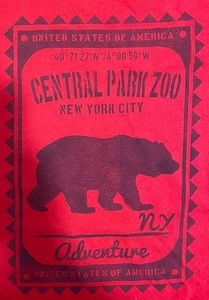 UNITED STATES OF AMERICA
40°71'27"N 74°00'59"W
CENTRAL PARK ZOO
NEW YORK CITY
NY
Adventure
UNITED STATES OF AMERICA